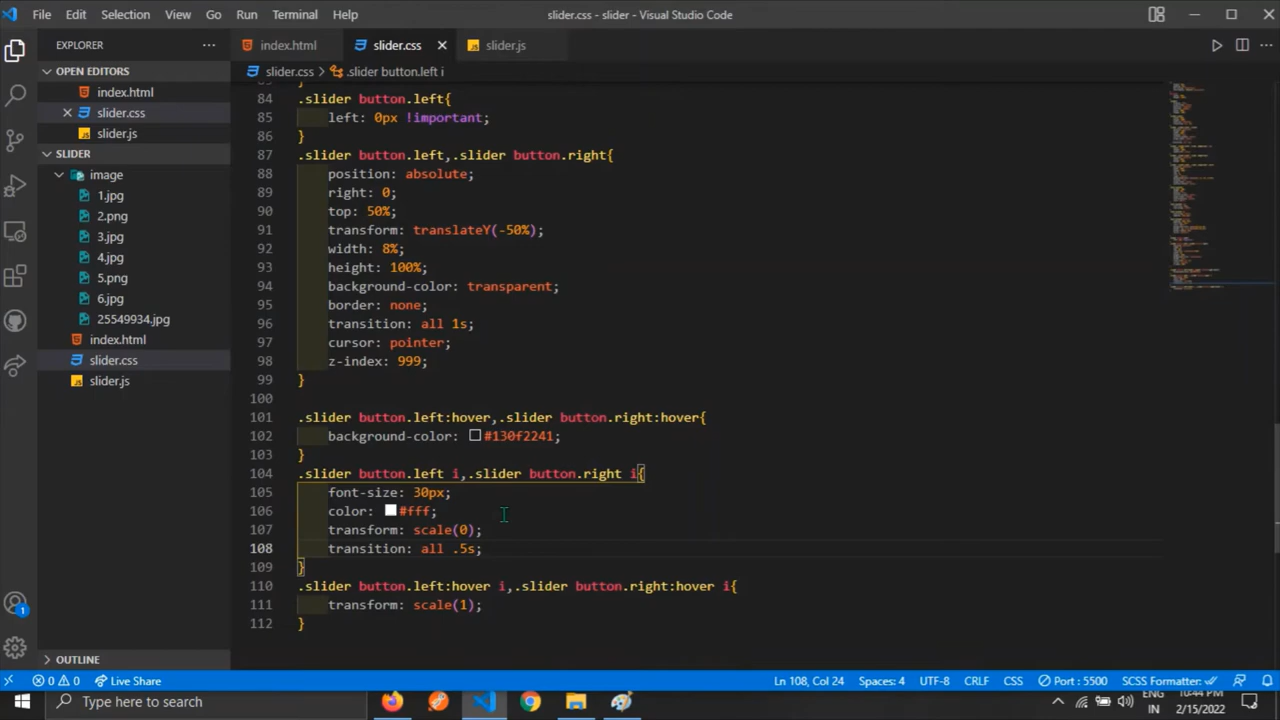 File Edit Selection View Go Run Terminal Help
slider.css - slider - Visual Studio Code
EXPLORER
OPEN EDITORS
index.html
slider.css
slider.js
SLIDER
image
1.jpg
2.png
3.jpg
4.jpg
5.png
6.jpg
25549934.jpg
index.html
slider.css
slider.js
OUTLINE
index.html slider.css slider.js
slider.css > .slider button.left i
84 .slider button.left{
85 left: 0px !important;
86 }
87 .slider button.left,.slider button.right{
88 position: absolute;
89 right: 0;
90 top: 50%;
91 transform: translateY(-50%);
92 width: 8%;
93 height: 100%;
94 background-color: transparent;
95 border: none;
96 transition: all 1s;
97 cursor: pointer;
98 z-index: 999;
99 }
100
101 .slider button.left:hover,.slider button.right:hover{
102 background-color: #130f2241;
103 }
104 .slider button.left i,.slider button.right i{
105 font-size: 30px;
106 color: #fff;
107 transform: scale(0);
108 transition: all .5s;
109 }
110 .slider button.left:hover i,.slider button.right:hover i{
111 transform: scale(1);
112 }
1
0 0 Live Share
Ln 108, Col 24 Spaces: 4 UTF-8 CRLF CSS Port : 5500 SCSS Formatter:
Type here to search
ENG
IN
10:44 PM
2/15/2022